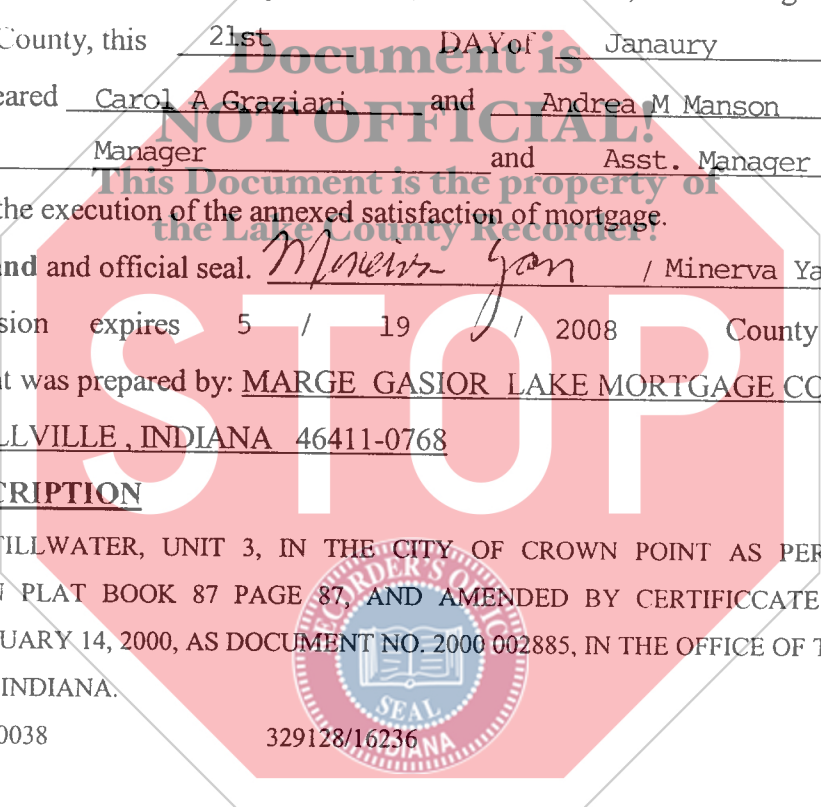 County, this 21st DAYof Janaury
eared Carol A Graziani and Andrea M Manson
Manager and Asst. Manager
the execution of the annexed satisfaction of mortgage.
and and official seal. Minerva Yan / Minerva Ya
sion expires 5 / 19 / 2008 County
t was prepared by: MARGE GASIOR LAKE MORTGAGE CO
LLVILLE , INDIANA 46411-0768
CRIPTION
TILLWATER, UNIT 3, IN THE CITY OF CROWN POINT AS PER
N PLAT BOOK 87 PAGE 87, AND AMENDED BY CERTIFICCATE
UARY 14, 2000, AS DOCUMENT NO. 2000 002885, IN THE OFFICE OF T
INDIANA.
0038 329128/16236
Document is
NOT OFFICIAL!
This Document is the property of
the Lake County Recorder!
STOP
RECORDER'S OFFIC
SEAL
INDIANA